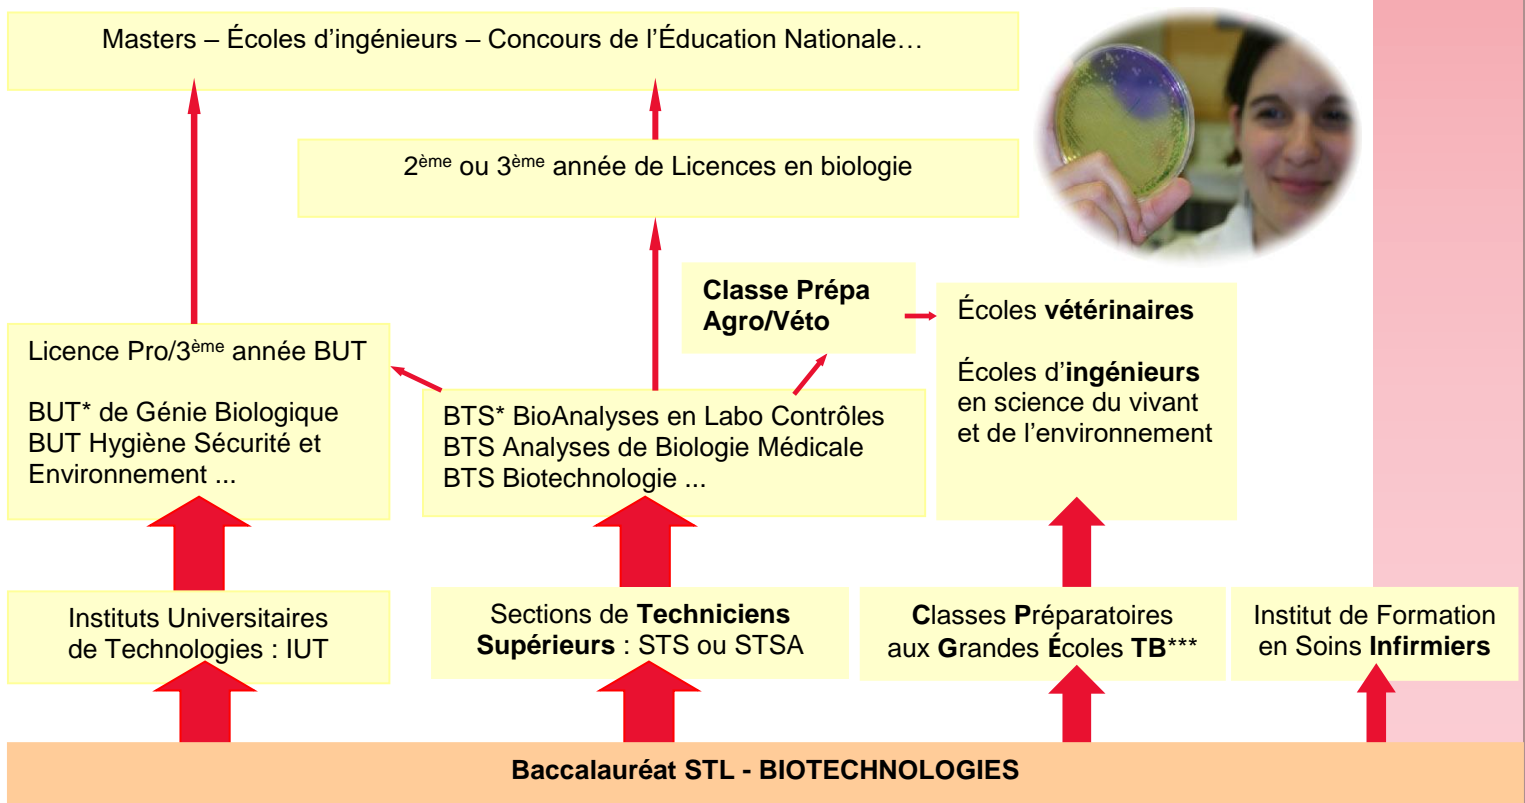 Masters – Écoles d’ingénieurs – Concours de l’Éducation Nationale…
2ème ou 3ème année de Licences en biologie
Classe Prépa
Agro/Véto
Écoles vétérinaires
Écoles d’ingénieurs
en science du vivant
et de l’environnement
Licence Pro/3ème année BUT
BUT* de Génie Biologique
BUT Hygiène Sécurité et
Environnement ...
BTS* BioAnalyses en Labo Contrôles
BTS Analyses de Biologie Médicale
BTS Biotechnologie ...
Instituts Universitaires
de Technologies : IUT
Sections de Techniciens
Supérieurs : STS ou STSA
Classes Préparatoires
aux Grandes Écoles TB***
Institut de Formation
en Soins Infirmiers
Baccalauréat STL - BIOTECHNOLOGIES